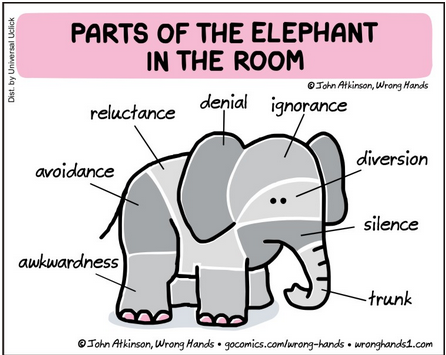 PARTS OF THE ELEPHANT
IN THE ROOM
Dist. by Universal Uclick
© John Atkinson, Wrong Hands
denial
ignorance
reluctance
diversion
avoidance
silence
awkwardness
trunk
© John Atkinson, Wrong Hands • gocomics.com/wrong-hands • wronghands1.com